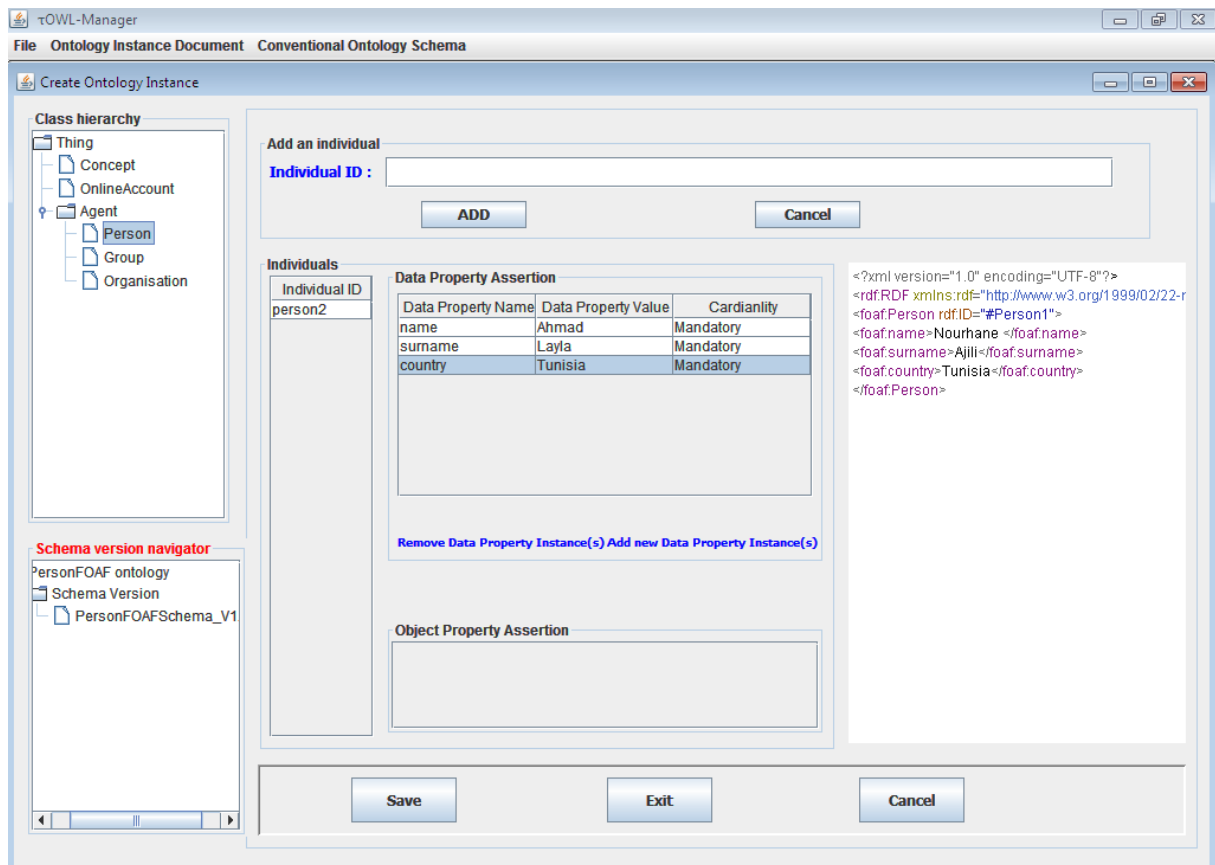 τOWL-Manager
File Ontology Instance Document Conventional Ontology Schema
Create Ontology Instance
Class hierarchy
Thing
Concept
OnlineAccount
Agent
Person
Group
Organisation
Schema version navigator
PersonFOAF ontology
Schema Version
PersonFOAFSchema_V1
Add an individual
Individual ID :
ADD Cancel
Individuals
Individual ID
person2
Data Property Assertion
Data Property Name Data Property Value Cardianlity
name Ahmad Mandatory
surname Layla Mandatory
country Tunisia Mandatory
Remove Data Property Instance(s) Add new Data Property Instance(s)
Object Property Assertion
<?xml version="1.0" encoding="UTF-8"?>
<rdf:RDF xmlns:rdf="http://www.w3.org/1999/02/22-r
<foaf:Person rdf:ID="#Person1">
<foaf:name>Nourhane </foaf:name>
<foaf:surname>Ajili</foaf:surname>
<foaf:country>Tunisia</foaf:country>
</foaf:Person>
Save Exit Cancel